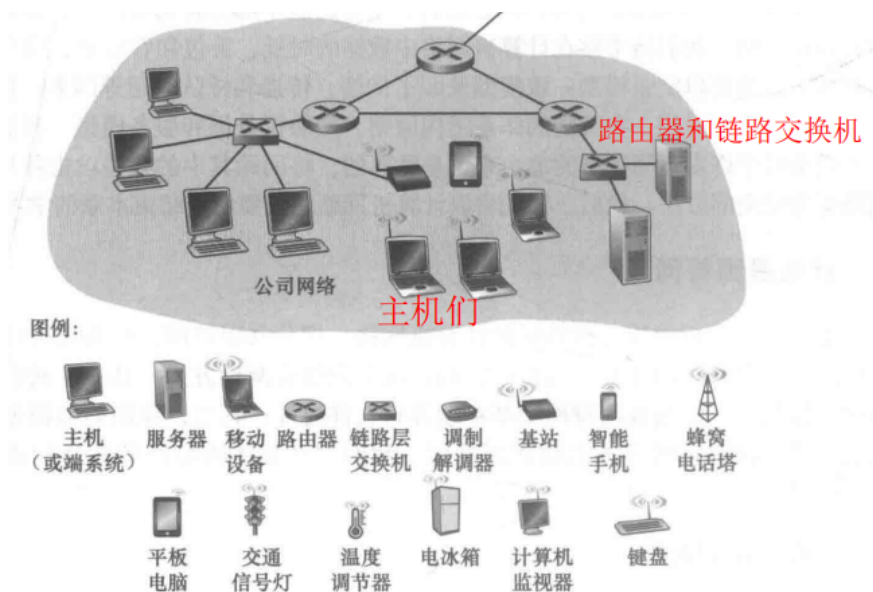 路由器和链路交换机
公司网络
主机们
图例:
主机
(或端系统)
服务器
移动
设备
路由器
链路层
交换机
调制
解调器
基站
智能
手机
蜂窝
电话塔
平板
电脑
交通
信号灯
温度
调节器
电冰箱
计算机
监视器
键盘